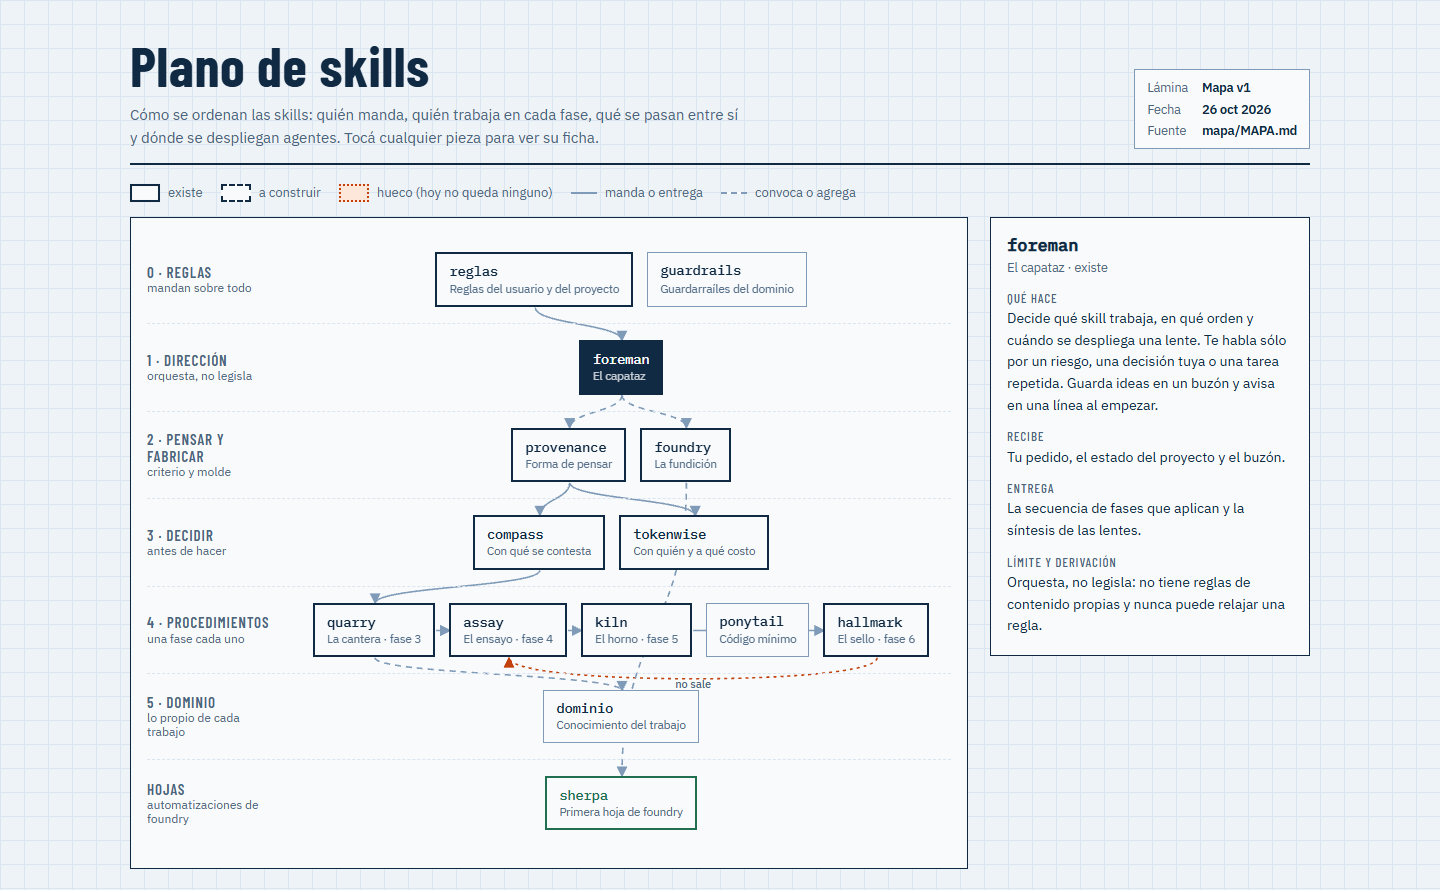 Plano de skills
Cómo se ordenan las skills: quién manda, quién trabaja en cada fase, qué se pasan entre sí
y dónde se despliegan agentes. Tocá cualquier pieza para ver su ficha.
Lámina Mapa v1
Fecha 26 oct 2026
Fuente mapa/MAPA.md
existe
a construir
hueco (hoy no queda ninguno)
manda o entrega
convoca o agrega
0 · REGLAS
mandan sobre todo
reglas
Reglas del usuario y del proyecto
guardrails
Guardarraíles del dominio
1 · DIRECCIÓN
orquesta, no legisla
foreman
El capataz
2 · PENSAR Y
FABRICAR
criterio y molde
provenance
Forma de pensar
foundry
La fundición
3 · DECIDIR
antes de hacer
compass
Con qué se contesta
tokenwise
Con quién y a qué costo
4 · PROCEDIMIENTOS
una fase cada uno
quarry
La cantera · fase 3
assay
El ensayo · fase 4
kiln
El horno · fase 5
ponytail
Código mínimo
hallmark
El sello · fase 6
no sale
5 · DOMINIO
lo propio de cada
trabajo
dominio
Conocimiento del trabajo
HOJAS
automatizaciones de
foundry
sherpa
Primera hoja de foundry
foreman
El capataz · existe
QUÉ HACE
Decide qué skill trabaja, en qué orden y
cuándo se despliega una lente. Te habla sólo
por un riesgo, una decisión tuya o una tarea
repetida. Guarda ideas en un buzón y avisa
en una línea al empezar.
RECIBE
Tu pedido, el estado del proyecto y el buzón.
ENTREGA
La secuencia de fases que aplican y la
síntesis de las lentes.
LÍMITE Y DERIVACIÓN
Orquesta, no legisla: no tiene reglas de
contenido propias y nunca puede relajar una
regla.